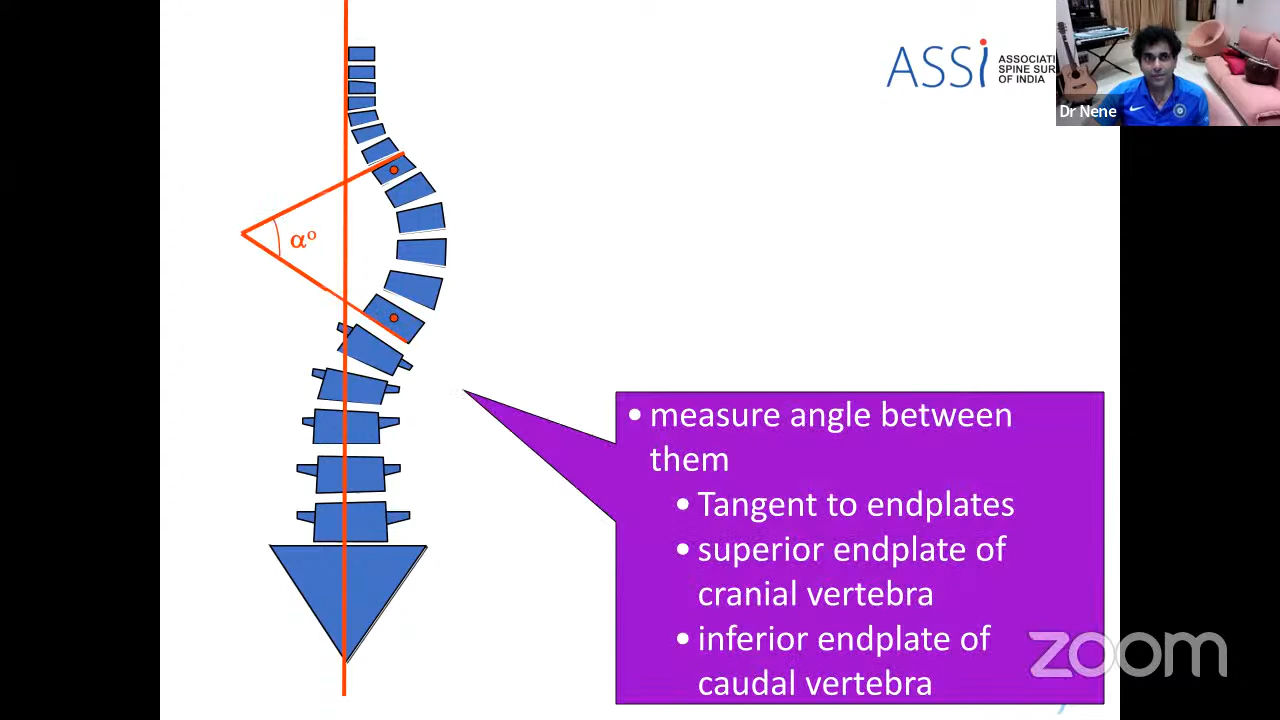 ASSi
ASSOCIATI
SPINE SUR
OF INDIA
Dr Nene
αº
• measure angle between
them
• Tangent to endplates
• superior endplate of
cranial vertebra
• inferior endplate of
caudal vertebra
zoom